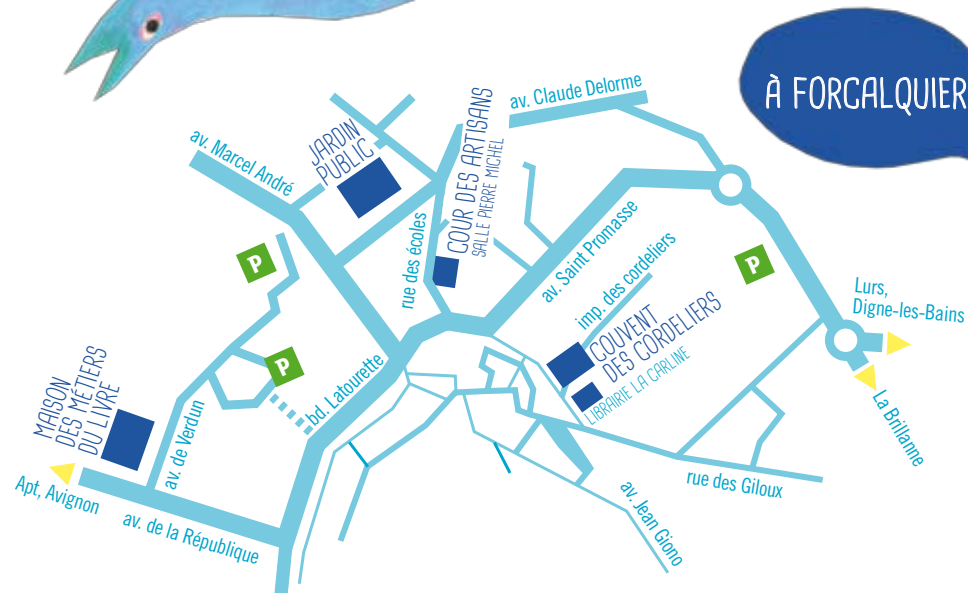 À FORCALQUIER
av. Claude Delorme
av. Marcel André
JARDIN
PUBLIC
COUR DES ARTISANS
SALLE PIERRE MICHEL
rue des écoles
av. Saint Promasse
imp. des cordeliers
P
P
P
Lurs,
Digne-les-Bains
La Brillanne
COUVENT
DES CORDELIERS
LIBRAIRIE LA CARLINE
bd. Latourette
MAISON
DES MÉTIERS
DU LIVRE
av. de Verdun
Apt, Avignon
av. de la République
rue des Giloux
av. Jean Giono